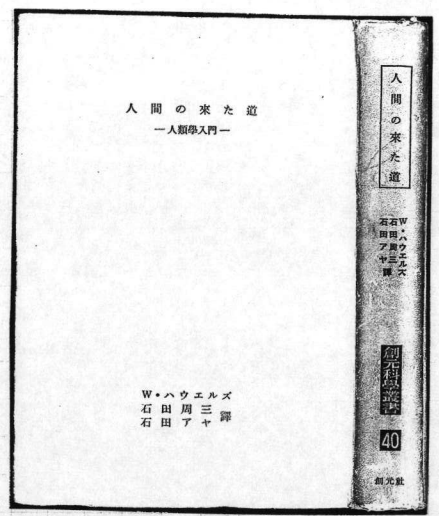 人間の來た道
—人類學入門—
W・ハウエルズ
石田周三
石田アヤ
譯
人間の來た道
W・ハウエルズ
石田周三
石田アヤ
譯
創元科學叢書
40
創元社